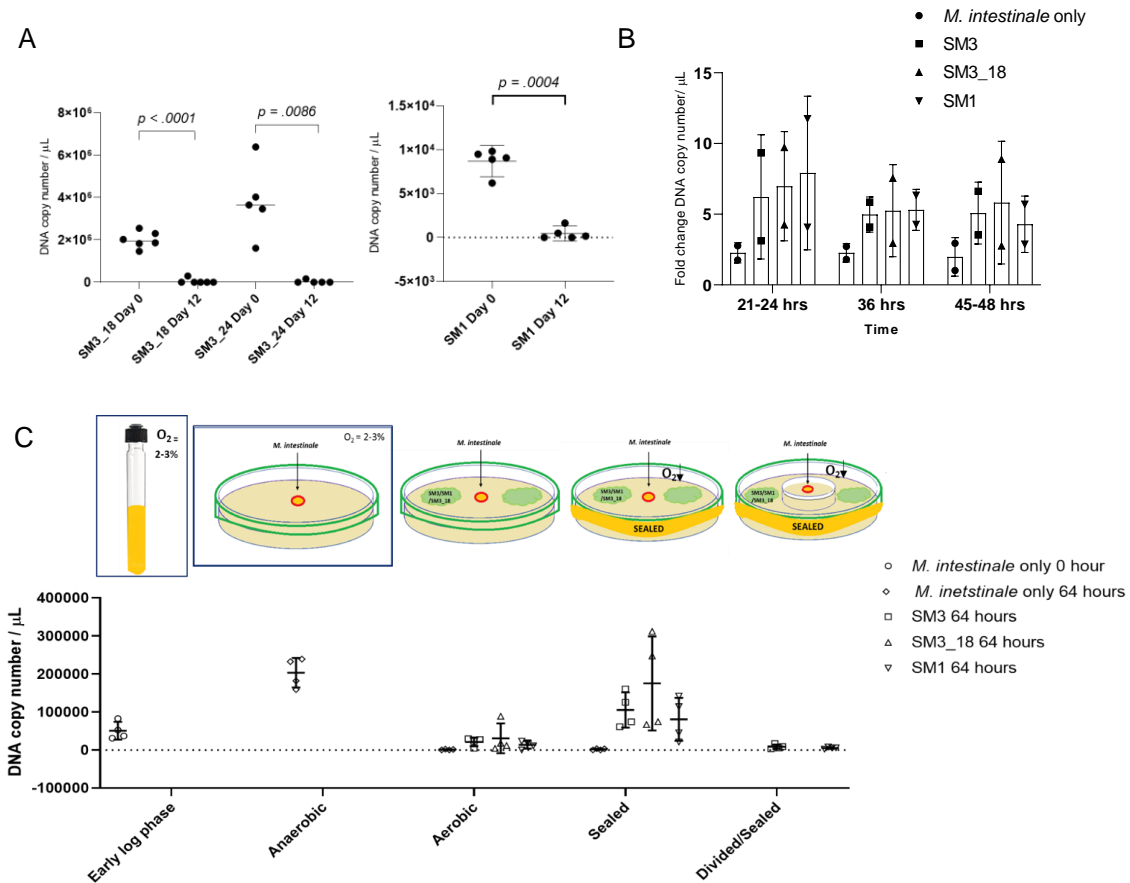 A
p < .0001
p = .0086
8×10⁶
6×10⁶
4×10⁶
2×10⁶
0
DNA copy number / μL
SM3_18 Day 0
SM3_18 Day 12
SM3_24 Day 0
SM3_24 Day 12
p = .0004
1.5×10⁴
1×10⁴
5×10³
0
-5×10³
DNA copy number / μL
SM1 Day 0
SM1 Day 12
B
M. intestinale only
SM3
SM3_18
SM1
15
10
5
0
Fold change DNA copy number/ μL
21-24 hrs
36 hrs
45-48 hrs
Time
C
O₂ =
2-3%
M. intestinale
O₂ = 2-3%
M. intestinale
SM3/SM1
/SM3_18
M. intestinale
O₂
SM3/SM1
/SM3_18
SEALED
M. intestinale
O₂
SM3/SM1
/SM3_18
SEALED
M. intestinale only 0 hour
M. inetstinale only 64 hours
SM3 64 hours
SM3_18 64 hours
SM1 64 hours
400000
300000
200000
100000
0
-100000
DNA copy number / μL
Early log phase
Anaerobic
Aerobic
Sealed
Divided/Sealed